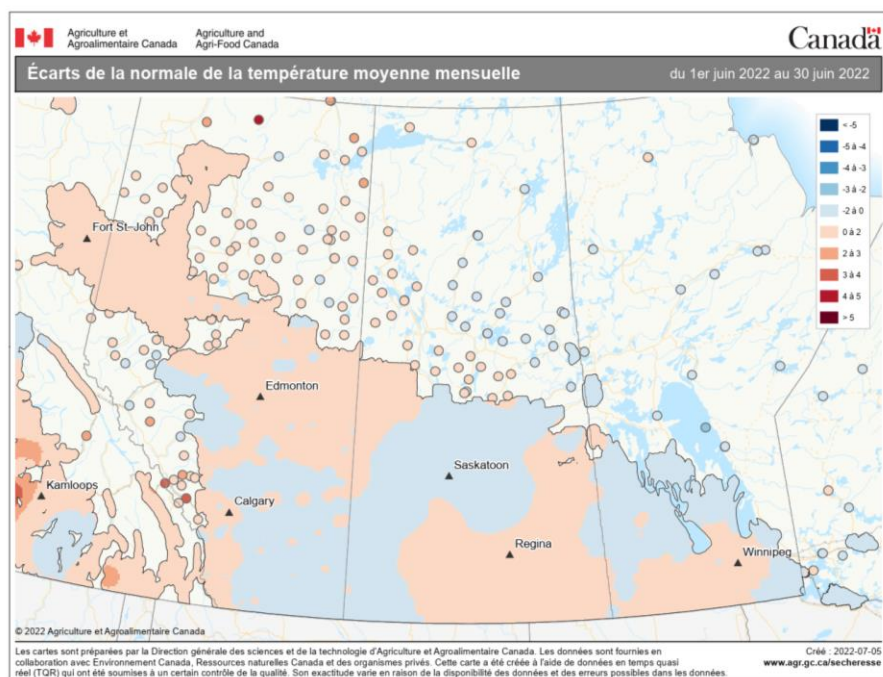 Agriculture et
Agroalimentaire Canada
Agriculture and
Agri-Food Canada
Canada
Écarts de la normale de la température moyenne mensuelle
du 1er juin 2022 au 30 juin 2022
< -5
-5 à -4
-4 à -3
-3 à -2
-2 à 0
0 à 2
2 à 3
3 à 4
4 à 5
> 5
Fort St. John
Edmonton
Saskatoon
Kamloops
Calgary
Regina
Winnipeg
© 2022 Agriculture et Agroalimentaire Canada
Les cartes sont préparées par la Direction générale des sciences et de la technologie d'Agriculture et Agroalimentaire Canada. Les données sont fournies en
collaboration avec Environnement Canada, Ressources naturelles Canada et des organismes privés. Cette carte a été créée à l'aide de données en temps quasi
réel (TQR) qui ont été soumises à un certain contrôle de la qualité. Son exactitude varie en raison de la disponibilité des données et des erreurs possibles dans les données.
Créé : 2022-07-05
www.agr.gc.ca/secheresse